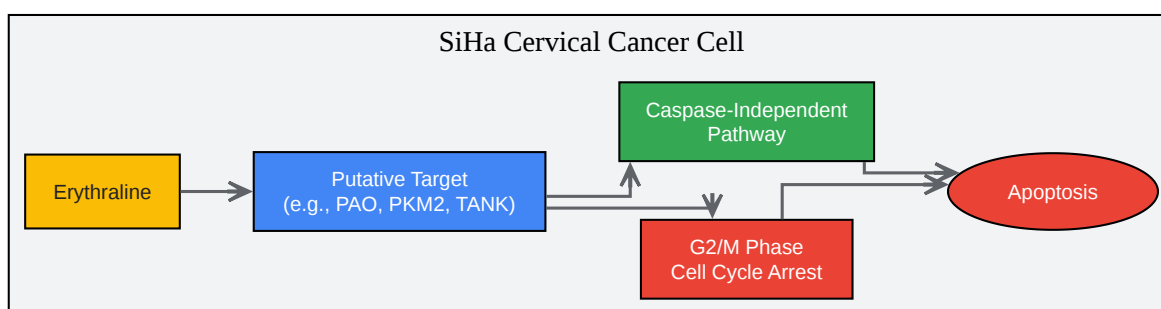 SiHa Cervical Cancer Cell
Caspase-Independent
Pathway
Erythraline
Putative Target
(e.g., PAO, PKM2, TANK)
Apoptosis
G2/M Phase
Cell Cycle Arrest